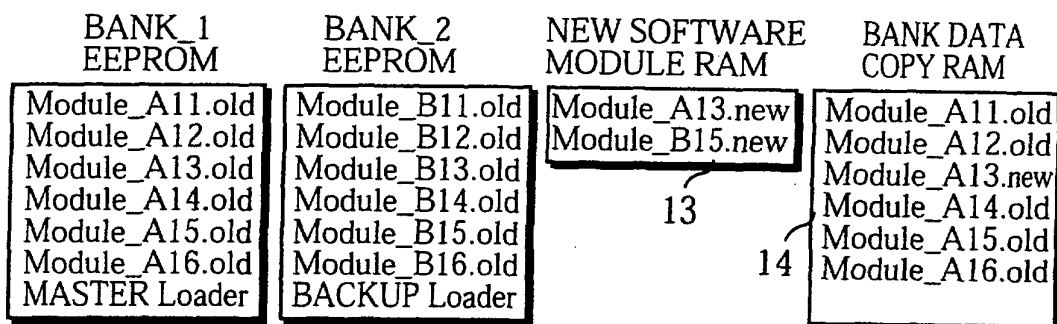 BANK_1
EEPROM
Module_A11.old
Module_A12.old
Module_A13.old
Module_A14.old
Module_A15.old
Module_A16.old
MASTER Loader
BANK_2
EEPROM
Module_B11.old
Module_B12.old
Module_B13.old
Module_B14.old
Module_B15.old
Module_B16.old
BACKUP Loader
NEW SOFTWARE
MODULE RAM
Module_A13.new
Module_B15.new
13
BANK DATA
COPY RAM
Module_A11.old
Module_A12.old
Module_A13.new
Module_A14.old
Module_A15.old
Module_A16.old
14